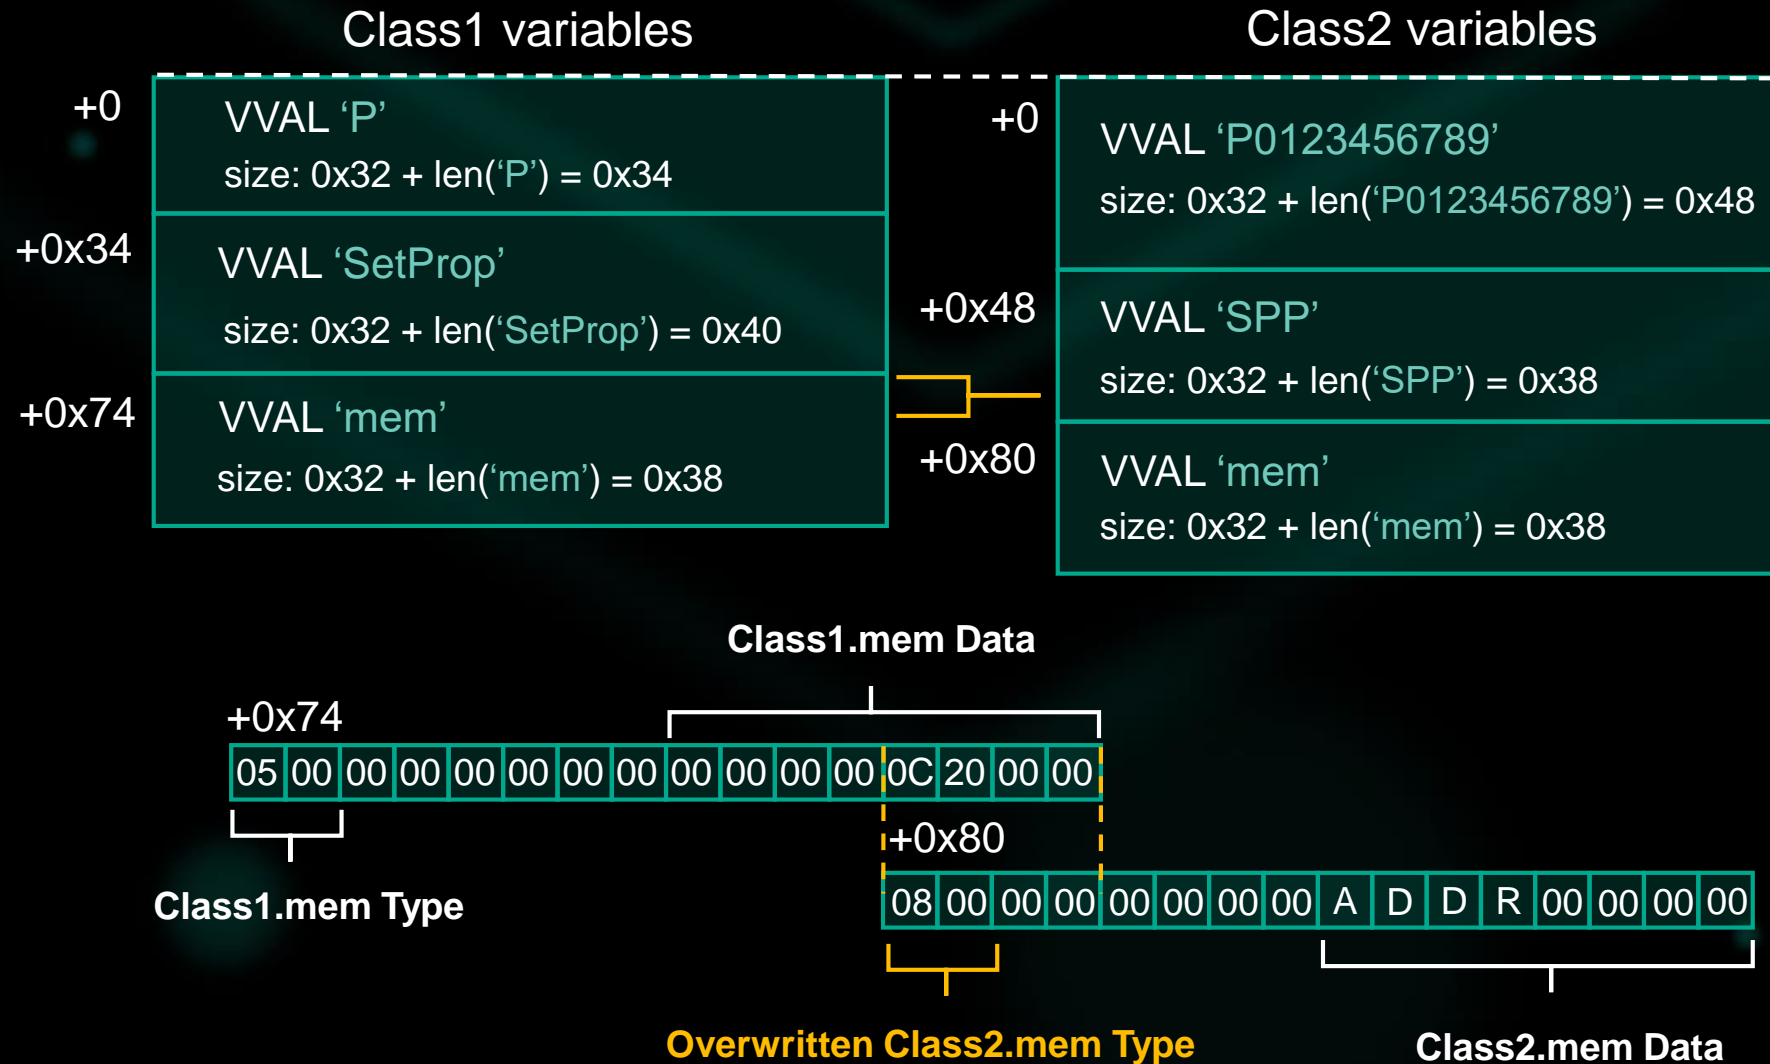 Class1 variables
+0
VVAL ‘P’
size: 0x32 + len(‘P’) = 0x34
+0x34
VVAL ‘SetProp’
size: 0x32 + len(‘SetProp’) = 0x40
+0x74
VVAL ‘mem’
size: 0x32 + len(‘mem’) = 0x38
Class2 variables
+0
VVAL ‘P0123456789’
size: 0x32 + len(‘P0123456789’) = 0x48
+0x48
VVAL ‘SPP’
size: 0x32 + len(‘SPP’) = 0x38
+0x80
VVAL ‘mem’
size: 0x32 + len(‘mem’) = 0x38
Class1.mem Data
+0x74
05 00 00 00 00 00 00 00 00 00 00 00 0C 20 00 00
+0x80
Class1.mem Type
08 00 00 00 00 00 00 00 A D D R 00 00 00 00
Overwritten Class2.mem Type
Class2.mem Data